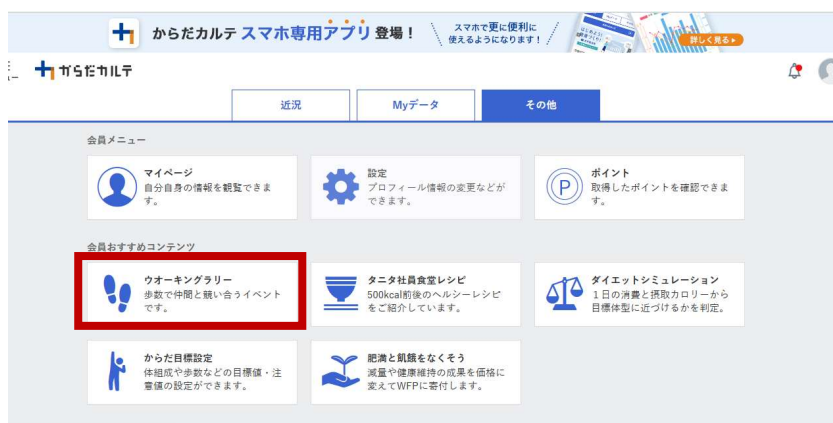 からだカルテ スマホ専用アプリ 登場！
スマホで更に便利に
使えるようになります！
詳しく見る
からだカルテ
近況
Myデータ
その他
会員メニュー
マイページ
自分自身の情報を観覧できま
す。
設定
プロフィール情報の変更などが
できます。
P
ポイント
取得したポイントを確認できま
す。
会員おすすめコンテンツ
ウオーキングラリー
歩数で仲間と競い合うイベント
です。
タニタ社員食堂レシピ
500kcal前後のヘルシーレシピ
をご紹介しています。
ダイエットシミュレーション
１日の消費と摂取カロリーから
目標体型に近づけるかを判定。
からだ目標設定
体組成や歩数などの目標値・注
意値の設定ができます。
肥満と飢餓をなくそう
減量や健康維持の成果を価格に
変えてWFPに寄付します。